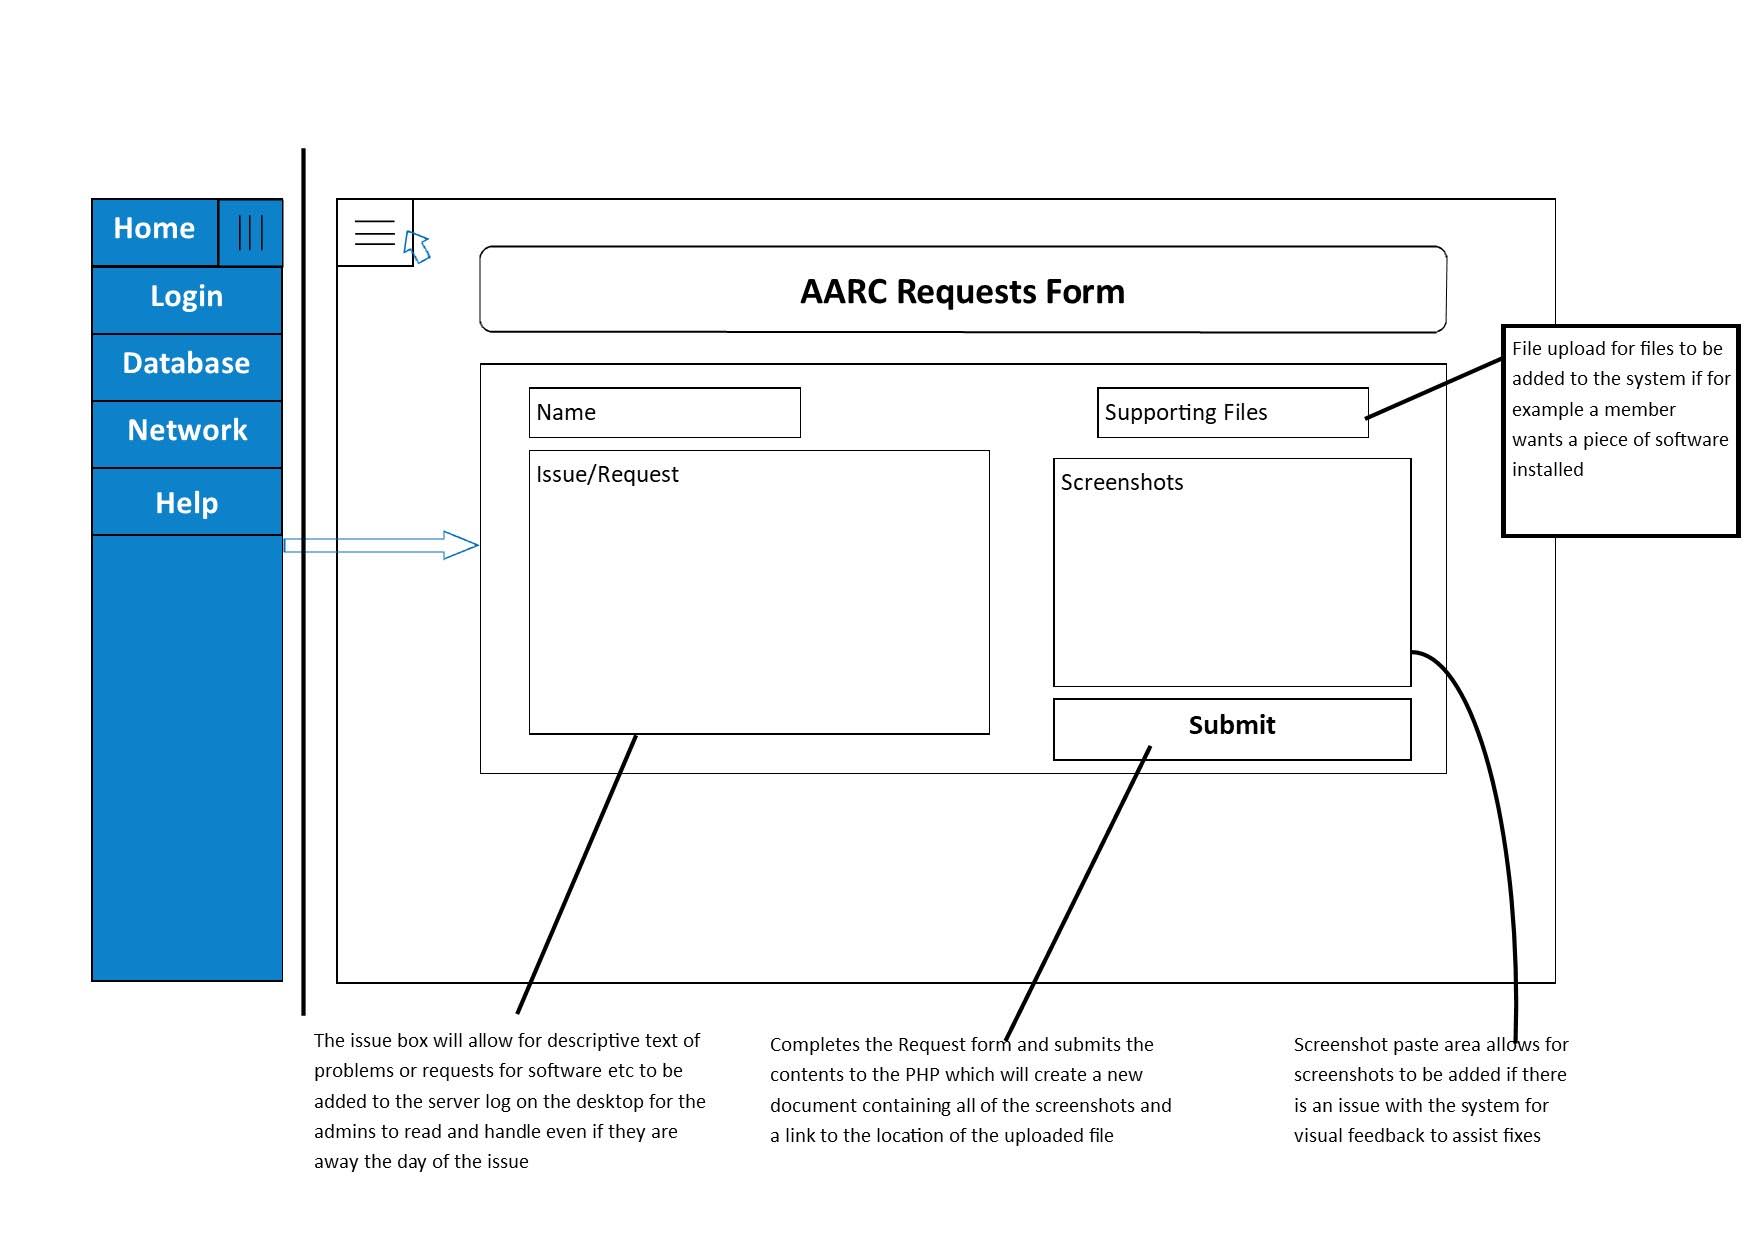 Home
Login
Database
Network
Help
AARC Requests Form
Name
Issue/Request
Supporting Files
Screenshots
Submit
File upload for files to be
added to the system if for
example a member
wants a piece of software
installed
The issue box will allow for descriptive text of
problems or requests for software etc to be
added to the server log on the desktop for the
admins to read and handle even if they are
away the day of the issue
Completes the Request form and submits the
contents to the PHP which will create a new
document containing all of the screenshots and
a link to the location of the uploaded file
Screenshot paste area allows for
screenshots to be added if there
is an issue with the system for
visual feedback to assist fixes